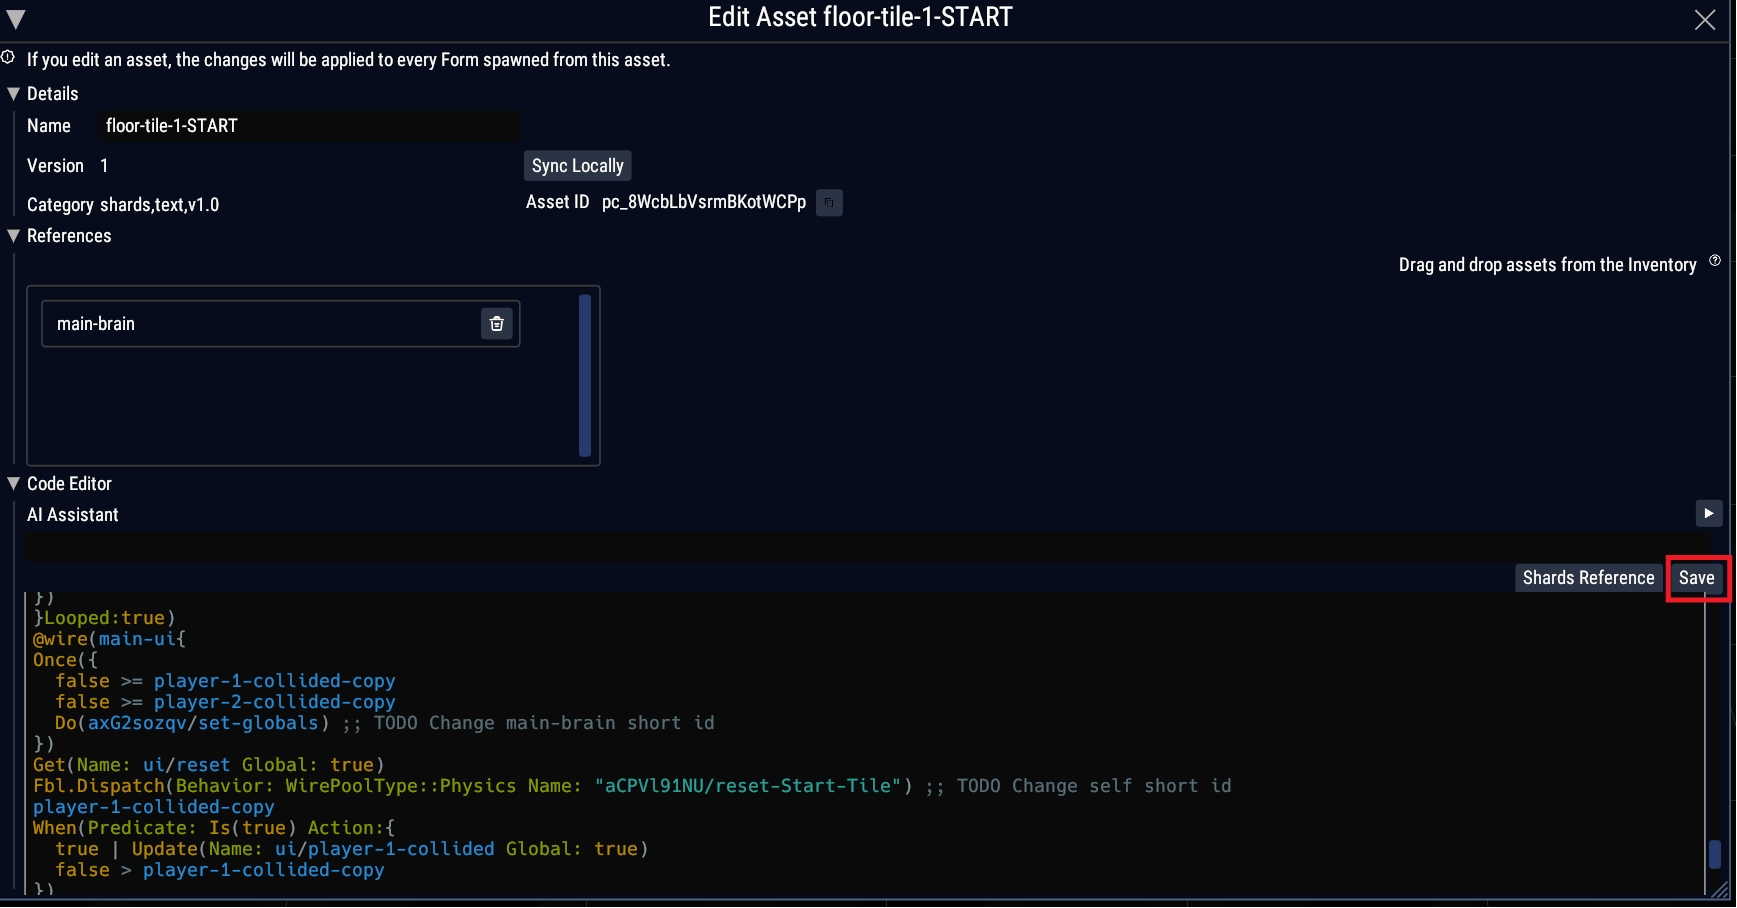 Edit Asset floor-tile-1-START
If you edit an asset, the changes will be applied to every Form spawned from this asset.
Details
Name floor-tile-1-START
Version 1 Sync Locally
Category shards,text,v1.0 Asset ID pc_8WcbLbVsrmBKotWCPp
References
Drag and drop assets from the Inventory
main-brain
Code Editor
AI Assistant
Shards Reference Save
})
}Looped:true)
@wire(main-ui{
Once({
  false >= player-1-collided-copy
  false >= player-2-collided-copy
  Do(axG2sozqv/set-globals) ;; TODO Change main-brain short id
})
Get(Name: ui/reset Global: true)
Fbl.Dispatch(Behavior: WirePoolType::Physics Name: "aCPVl91NU/reset-Start-Tile") ;; TODO Change self short id
player-1-collided-copy
When(Predicate: Is(true) Action:{
  true | Update(Name: ui/player-1-collided Global: true)
  false > player-1-collided-copy
})